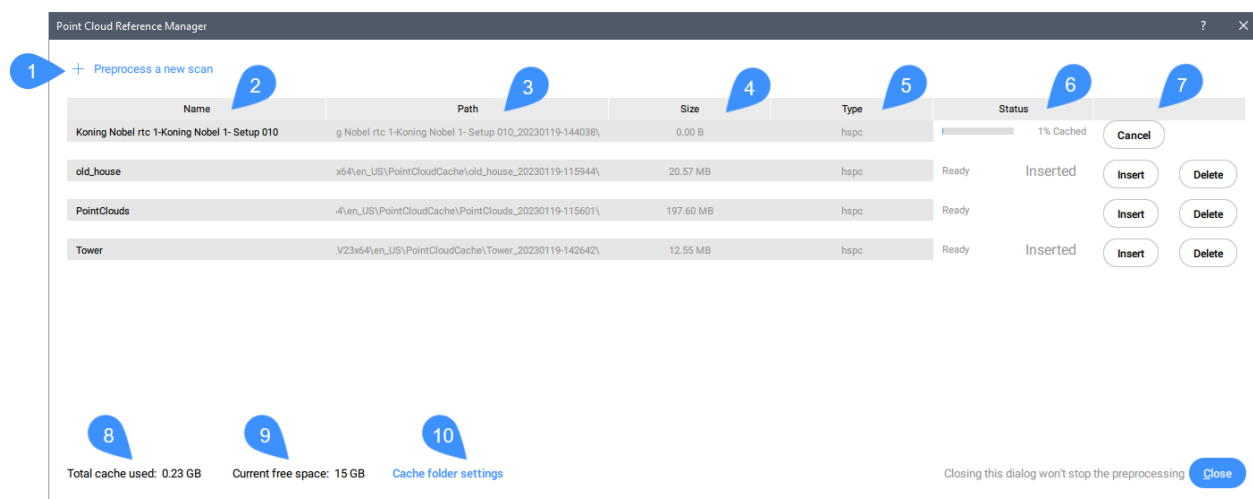 Point Cloud Reference Manager ? ×
1 + Preprocess a new scan
2 3 4 5 6 7
Name Path Size Type Status
Koning Nobel rtc 1-Koning Nobel 1- Setup 010 g Nobel rtc 1-Koning Nobel 1- Setup 010_20230119-144038\ 0.00 B hspc 1% Cached Cancel
old_house x64\en_US\PointCloudCache\old_house_20230119-115944\ 20.57 MB hspc Ready Inserted Insert Delete
PointClouds 4\en_US\PointCloudCache\PointClouds_20230119-115601\ 197.60 MB hspc Ready Insert Delete
Tower V23x64\en_US\PointCloudCache\Tower_20230119-142642\ 12.55 MB hspc Ready Inserted Insert Delete
8 9 10
Total cache used: 0.23 GB Current free space: 15 GB Cache folder settings Closing this dialog won't stop the preprocessing Close